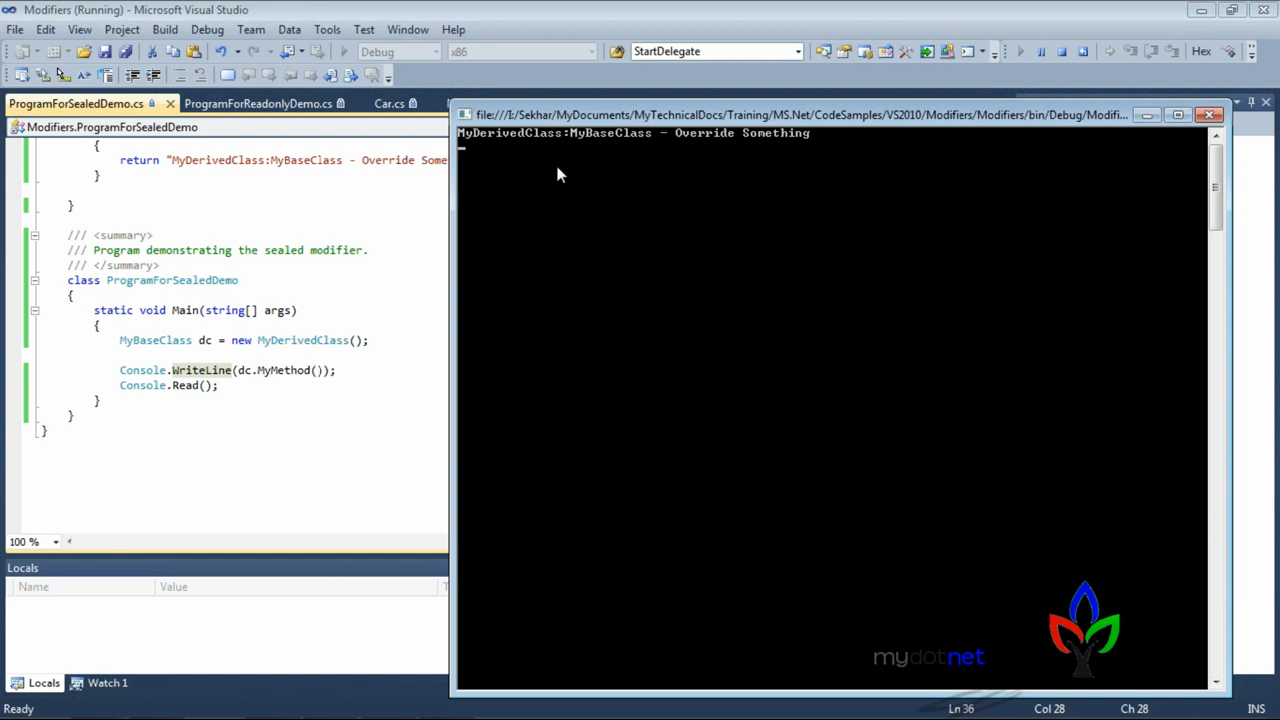 Modifiers (Running) - Microsoft Visual Studio
File Edit View Project Build Debug Team Data Tools Test Window Help
Debug x86 StartDelegate Hex
ProgramForSealedDemo.cs ProgramForReadonlyDemo.cs Car.cs
Modifiers.ProgramForSealedDemo
{
return "MyDerivedClass:MyBaseClass - Override Some
}
}
/// <summary>
/// Program demonstrating the sealed modifier.
/// </summary>
class ProgramForSealedDemo
{
static void Main(string[] args)
{
MyBaseClass dc = new MyDerivedClass();
Console.WriteLine(dc.MyMethod());
Console.Read();
}
}
}
100 %
Locals
Name Value T
Locals Watch 1
Ready Ln 36 Col 28 Ch 28 INS
file:///I:/Sekhar/MyDocuments/MyTechnicalDocs/Training/MS.Net/CodeSamples/VS2010/Modifiers/Modifiers/bin/Debug/Modifi...
MyDerivedClass:MyBaseClass - Override Something
mydotnet